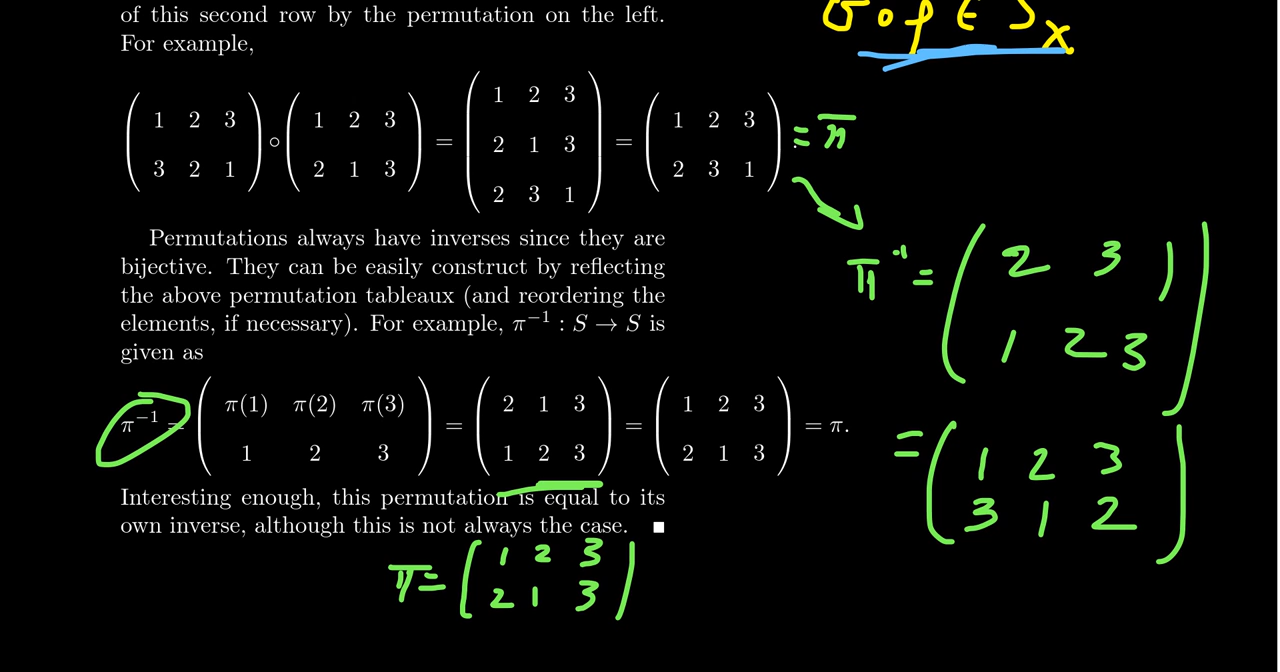 of this second row by the permutation on the left.
For example,
( 1 2 3 / 3 2 1 ) ∘ ( 1 2 3 / 2 1 3 ) = ( 1 2 3 / 2 1 3 / 2 3 1 ) = ( 1 2 3 / 2 3 1 ) = π
Permutations always have inverses since they are
bijective. They can be easily construct by reflecting
the above permutation tableaux (and reordering the
elements, if necessary). For example, π⁻¹ : S → S is
given as
π⁻¹ = ( π(1) π(2) π(3) / 1 2 3 ) = ( 2 1 3 / 1 2 3 ) = ( 1 2 3 / 2 1 3 ) = π.
Interesting enough, this permutation is equal to its
own inverse, although this is not always the case. ■
π = ( 1 2 3 / 2 1 3 )
π⁻¹ = ( 2 3 1 / 1 2 3 )
= ( 1 2 3 / 3 1 2 )